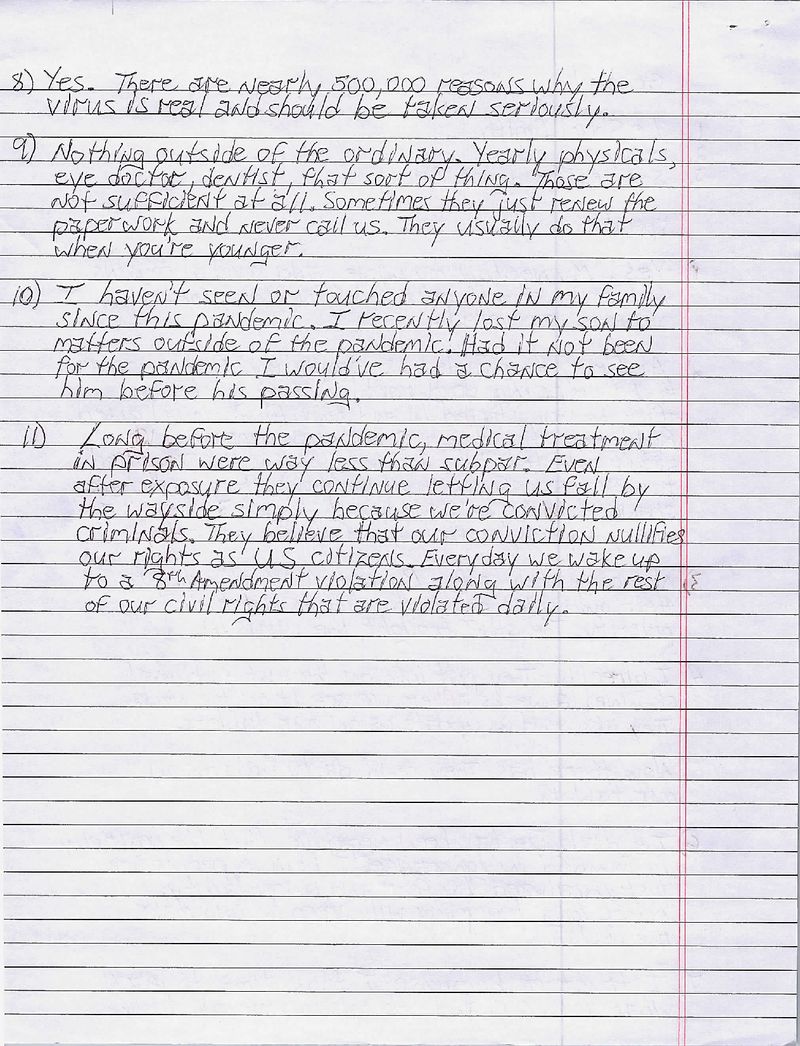 8) Yes. There are nearly 500,000 reasons why the
virus is real and should be taken seriously.
9) Nothing outside of the ordinary. Yearly physicals,
eye doctor, dentist, that sort of thing. Those are
not sufficient at all. Sometimes they just renew the
paperwork and never call us. They usually do that
when you're younger.
10) I haven't seen or touched anyone in my family
since this pandemic. I recently lost my son to
matters outside of the pandemic. Had it not been
for the pandemic I would've had a chance to see
him before his passing.
11) Long before the pandemic, medical treatment
in prison were way less than subpar. Even
after exposure they continue letting us fall by
the wayside simply because we're convicted
criminals. They believe that our conviction nullifies
our rights as US citizens. Everyday we wake up
to a 8th Amendment violation along with the rest
of our civil rights that are violated daily.